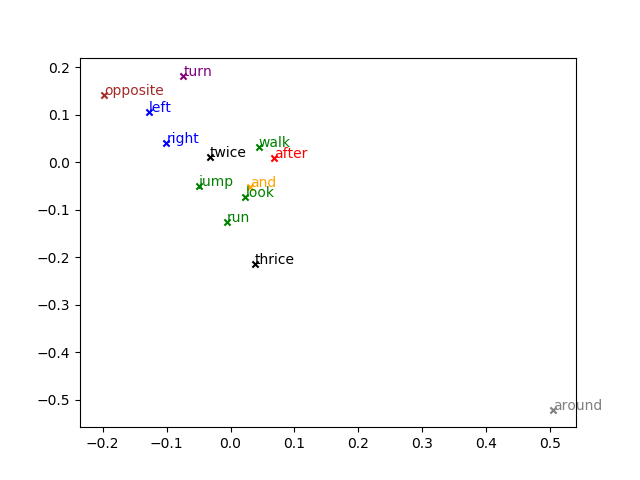 0.2
turn
opposite
0.1
left
right
walk
twice
after
0.0
jump
and
look
−0.1
run
−0.2
thrice
−0.3
−0.4
−0.5
around
−0.2 −0.1 0.0 0.1 0.2 0.3 0.4 0.5